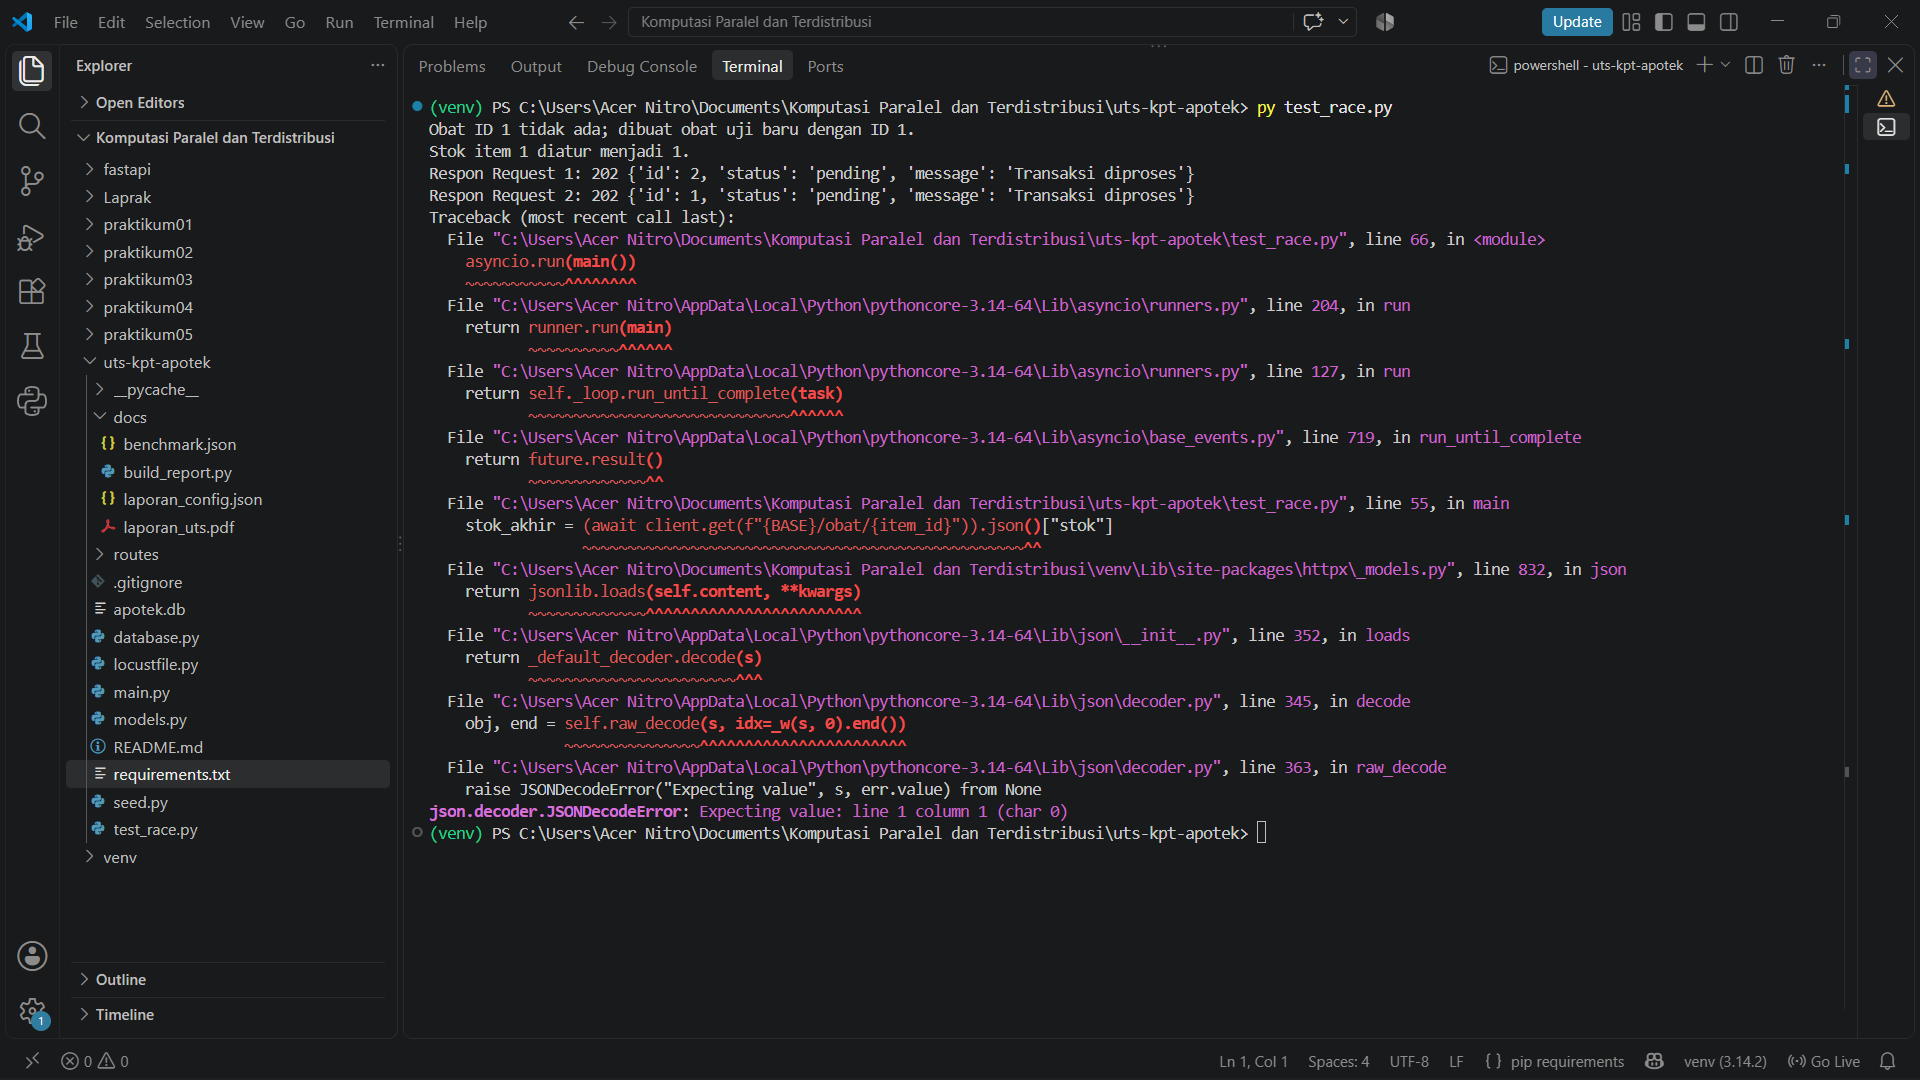 File Edit Selection View Go Run Terminal Help
Komputasi Paralel dan Terdistribusi
Update
Explorer
Open Editors
Komputasi Paralel dan Terdistribusi
fastapi
Laprak
praktikum01
praktikum02
praktikum03
praktikum04
praktikum05
uts-kpt-apotek
__pycache__
docs
{} benchmark.json
build_report.py
{} laporan_config.json
laporan_uts.pdf
routes
.gitignore
apotek.db
database.py
locustfile.py
main.py
models.py
README.md
requirements.txt
seed.py
test_race.py
venv
Outline
Timeline
1
Problems Output Debug Console Terminal Ports
powershell - uts-kpt-apotek
(venv) PS C:\Users\Acer Nitro\Documents\Komputasi Paralel dan Terdistribusi\uts-kpt-apotek> py test_race.py
Obat ID 1 tidak ada; dibuat obat uji baru dengan ID 1.
Stok item 1 diatur menjadi 1.
Respon Request 1: 202 {'id': 2, 'status': 'pending', 'message': 'Transaksi diproses'}
Respon Request 2: 202 {'id': 1, 'status': 'pending', 'message': 'Transaksi diproses'}
Traceback (most recent call last):
  File "C:\Users\Acer Nitro\Documents\Komputasi Paralel dan Terdistribusi\uts-kpt-apotek\test_race.py", line 66, in <module>
    asyncio.run(main())
    ~~~~~~~~~~~^^^^^^^^
  File "C:\Users\Acer Nitro\AppData\Local\Python\pythoncore-3.14-64\Lib\asyncio\runners.py", line 204, in run
    return runner.run(main)
           ~~~~~~~~~~^^^^^^
  File "C:\Users\Acer Nitro\AppData\Local\Python\pythoncore-3.14-64\Lib\asyncio\runners.py", line 127, in run
    return self._loop.run_until_complete(task)
           ~~~~~~~~~~~~~~~~~~~~~~~~~~~~~^^^^^^
  File "C:\Users\Acer Nitro\AppData\Local\Python\pythoncore-3.14-64\Lib\asyncio\base_events.py", line 719, in run_until_complete
    return future.result()
           ~~~~~~~~~~~~~^^
  File "C:\Users\Acer Nitro\Documents\Komputasi Paralel dan Terdistribusi\uts-kpt-apotek\test_race.py", line 55, in main
    stok_akhir = (await client.get(f"{BASE}/obat/{item_id}")).json()["stok"]
                 ~~~~~~~~~~~~~~~~~~~~~~~~~~~~~~~~~~~~~~~~~~~~~~~~~^^
  File "C:\Users\Acer Nitro\Documents\Komputasi Paralel dan Terdistribusi\venv\Lib\site-packages\httpx\_models.py", line 832, in json
    return jsonlib.loads(self.content, **kwargs)
           ~~~~~~~~~~~~~^^^^^^^^^^^^^^^^^^^^^^^^
  File "C:\Users\Acer Nitro\AppData\Local\Python\pythoncore-3.14-64\Lib\json\__init__.py", line 352, in loads
    return _default_decoder.decode(s)
           ~~~~~~~~~~~~~~~~~~~~~~~^^^
  File "C:\Users\Acer Nitro\AppData\Local\Python\pythoncore-3.14-64\Lib\json\decoder.py", line 345, in decode
    obj, end = self.raw_decode(s, idx=_w(s, 0).end())
               ~~~~~~~~~~~~~~~^^^^^^^^^^^^^^^^^^^^^^^
  File "C:\Users\Acer Nitro\AppData\Local\Python\pythoncore-3.14-64\Lib\json\decoder.py", line 363, in raw_decode
    raise JSONDecodeError("Expecting value", s, err.value) from None
json.decoder.JSONDecodeError: Expecting value: line 1 column 1 (char 0)
(venv) PS C:\Users\Acer Nitro\Documents\Komputasi Paralel dan Terdistribusi\uts-kpt-apotek>
0 0
Ln 1, Col 1 Spaces: 4 UTF-8 LF {} pip requirements venv (3.14.2) Go Live